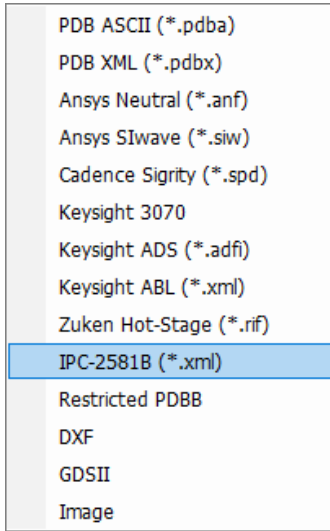 PDB ASCII (*.pdba)
PDB XML (*.pdbx)
Ansys Neutral (*.anf)
Ansys SIwave (*.siw)
Cadence Sigrity (*.spd)
Keysight 3070
Keysight ADS (*.adfi)
Keysight ABL (*.xml)
Zuken Hot-Stage (*.rif)
IPC-2581B (*.xml)
Restricted PDBB
DXF
GDSII
Image